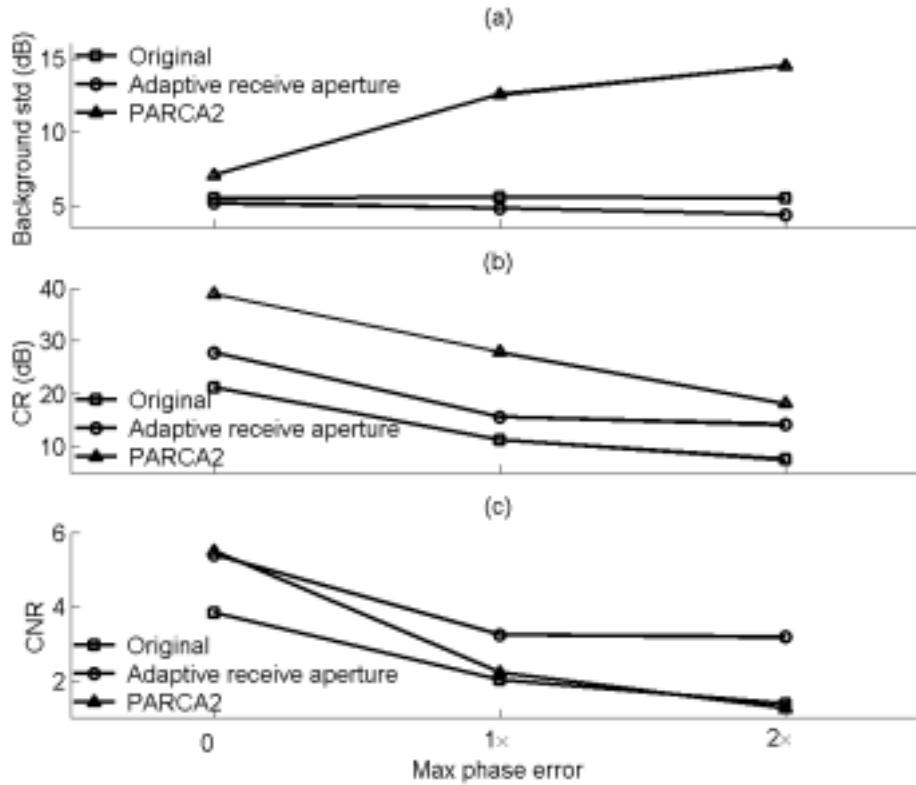 (a)
Background std (dB)
15
10
5
Original
Adaptive receive aperture
PARCA2
(b)
CR (dB)
40
30
20
10
Original
Adaptive receive aperture
PARCA2
(c)
CNR
6
4
2
Original
Adaptive receive aperture
PARCA2
0
1×
2×
Max phase error